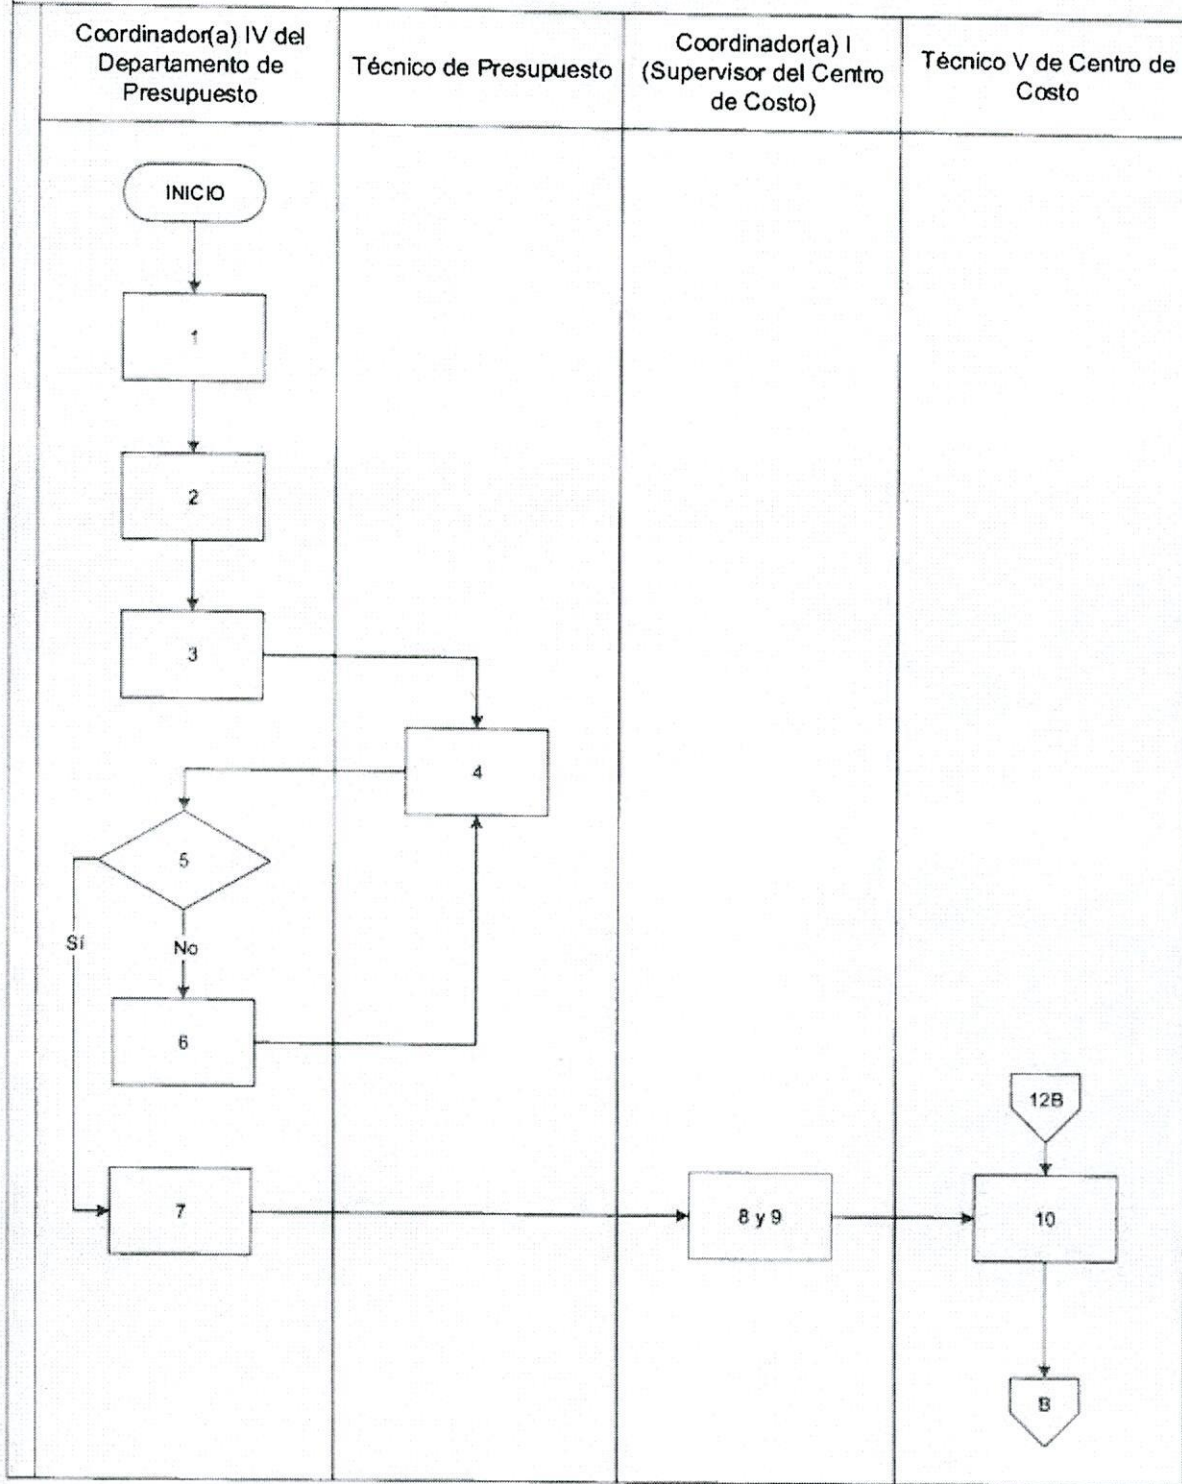 Coordinador(a) IV del
Departamento de
Presupuesto
Técnico de Presupuesto
Coordinador(a) I
(Supervisor del Centro
de Costo)
Técnico V de Centro de
Costo
INICIO
1
2
3
4
5
Sí
No
6
12B
7
8 y 9
10
B